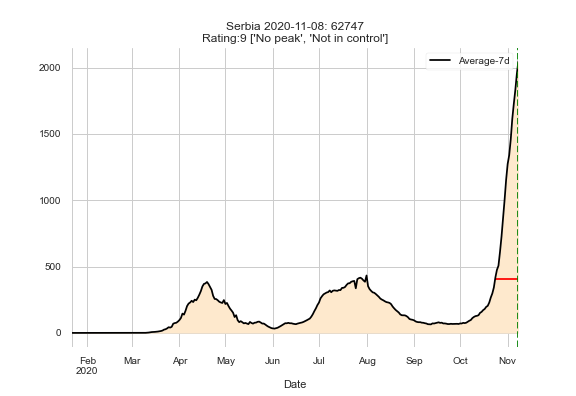 Serbia 2020-11-08: 62747
Rating:9 ['No peak', 'Not in control']
Average-7d
2000
1500
1000
500
0
Feb Mar Apr May Jun Jul Aug Sep Oct Nov
2020
Date